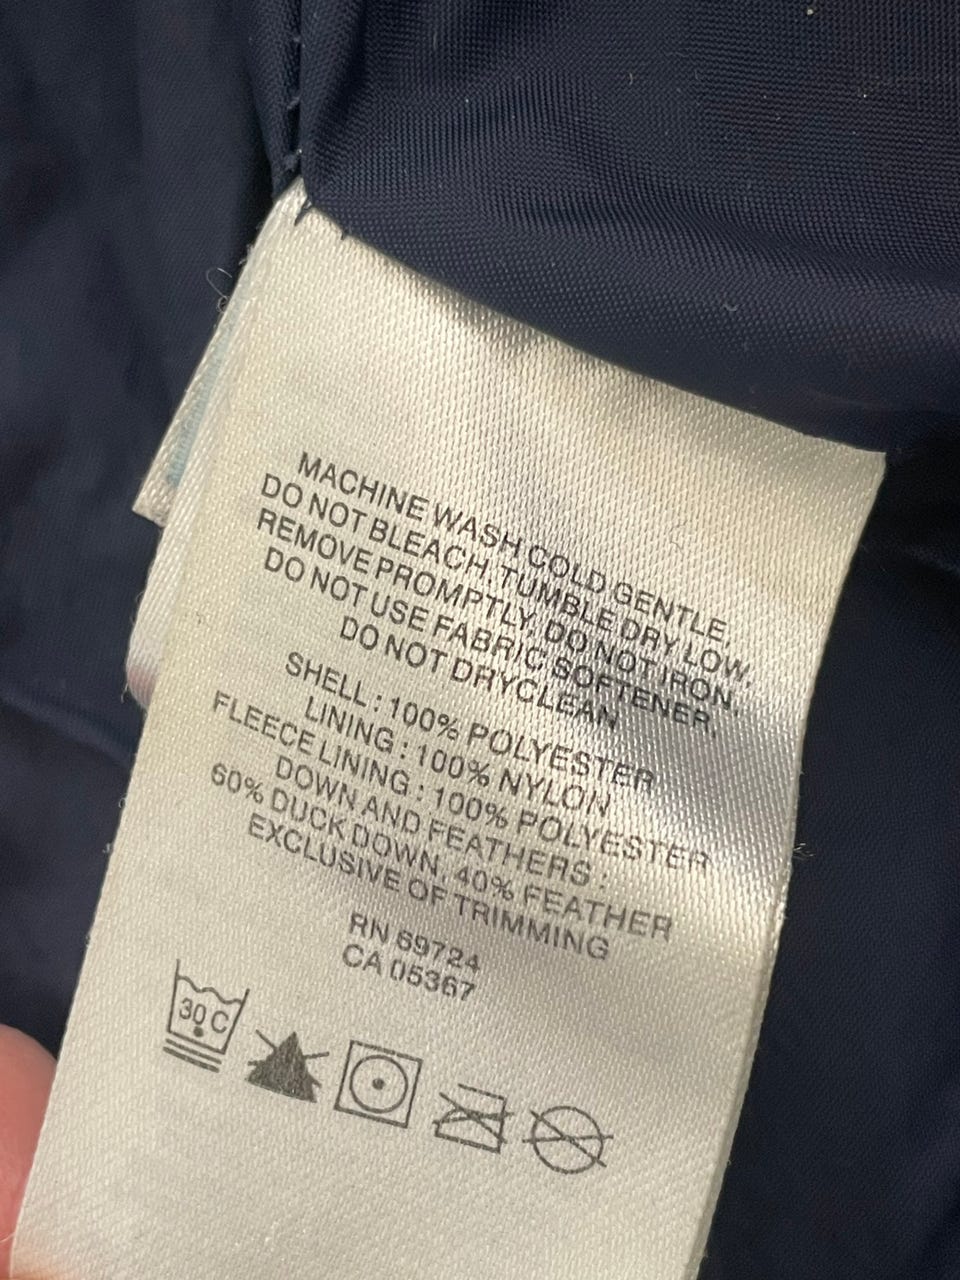 MACHINE WASH COLD GENTLE,
DO NOT BLEACH, TUMBLE DRY LOW,
REMOVE PROMPTLY, DO NOT IRON,
DO NOT USE FABRIC SOFTENER,
DO NOT DRYCLEAN
SHELL : 100% POLYESTER
LINING : 100% NYLON
FLEECE LINING : 100% POLYESTER
DOWN AND FEATHERS :
60% DUCK DOWN, 40% FEATHER
EXCLUSIVE OF TRIMMING
RN 69724
CA 05367
30 C